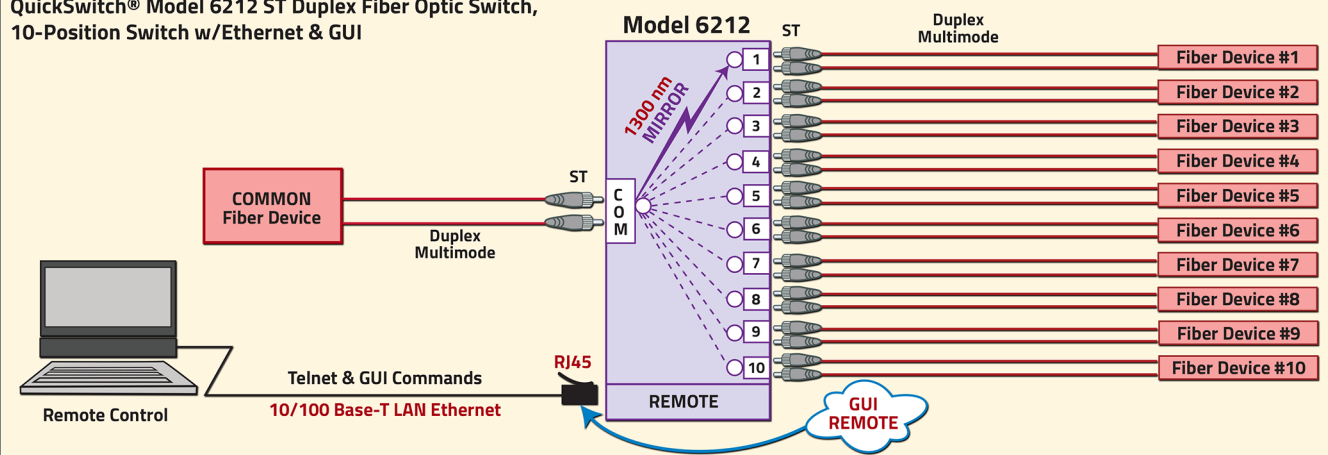 QuickSwitch® Model 6212 ST Duplex Fiber Optic Switch,
10-Position Switch w/Ethernet & GUI
Model 6212
ST
Duplex
Multimode
1300 nm
MIRROR
1
2
3
4
5
6
7
8
9
10
Fiber Device #1
Fiber Device #2
Fiber Device #3
Fiber Device #4
Fiber Device #5
Fiber Device #6
Fiber Device #7
Fiber Device #8
Fiber Device #9
Fiber Device #10
COMMON
Fiber Device
ST
Duplex
Multimode
COM
RJ45
Telnet & GUI Commands
10/100 Base-T LAN Ethernet
Remote Control
REMOTE
GUI
REMOTE